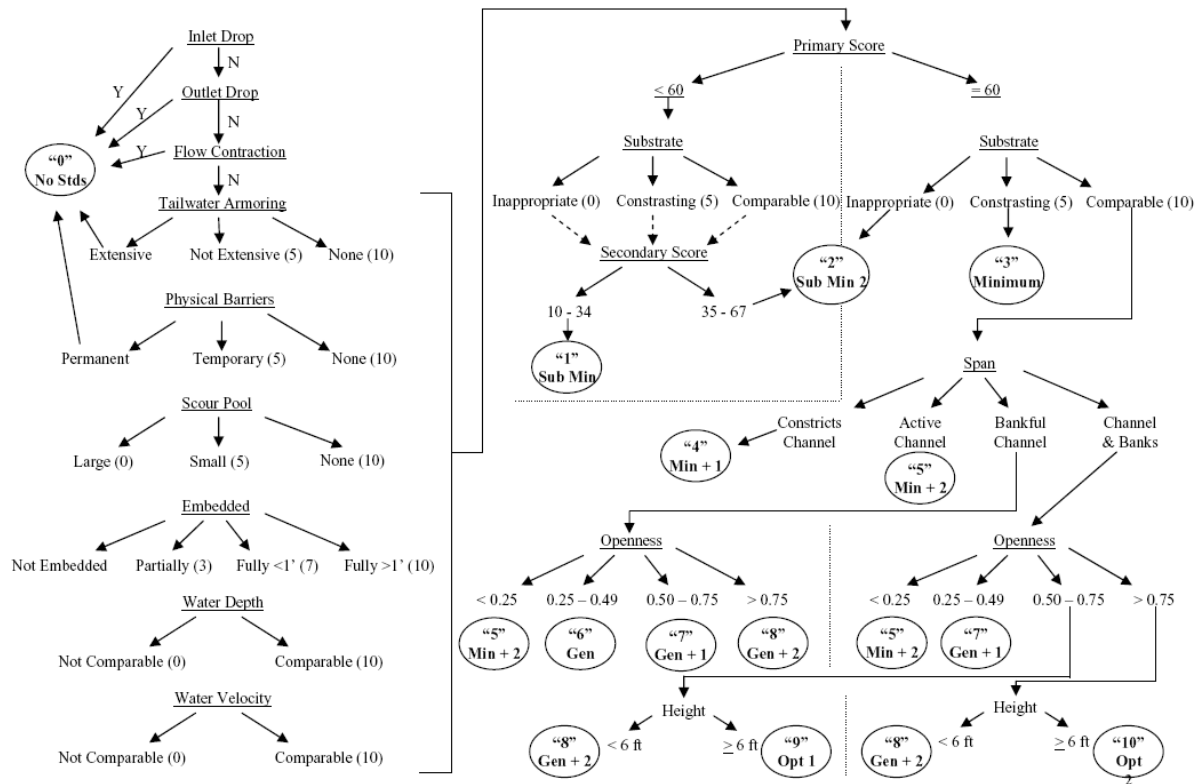 Inlet Drop
N
Y
Outlet Drop
Y
N
Y
Flow Contraction
“0”
No Stds
N
Tailwater Armoring
Extensive
Not Extensive (5)
None (10)
Physical Barriers
Permanent
Temporary (5)
None (10)
Scour Pool
Large (0)
Small (5)
None (10)
Embedded
Not Embedded
Partially (3)
Fully <1’ (7)
Fully >1’ (10)
Water Depth
Not Comparable (0)
Comparable (10)
Water Velocity
Not Comparable (0)
Comparable (10)
Primary Score
< 60
= 60
Substrate
Inappropriate (0)
Constrasting (5)
Comparable (10)
Secondary Score
10 - 34
35 - 67
“1”
Sub Min
Substrate
Inappropriate (0)
Constrasting (5)
Comparable (10)
“2”
Sub Min 2
“3”
Minimum
Span
Constricts
Channel
Active
Channel
Bankful
Channel
Channel
& Banks
“4”
Min + 1
“5”
Min + 2
Openness
< 0.25
0.25 – 0.49
0.50 – 0.75
> 0.75
“5”
Min + 2
“6”
Gen
“7”
Gen + 1
“8”
Gen + 2
Openness
< 0.25
0.25 – 0.49
0.50 – 0.75
> 0.75
“5”
Min + 2
“7”
Gen + 1
Height
“8”
Gen + 2
< 6 ft
≥ 6 ft
“9”
Opt 1
Height
“8”
Gen + 2
< 6 ft
≥ 6 ft
“10”
Opt
2